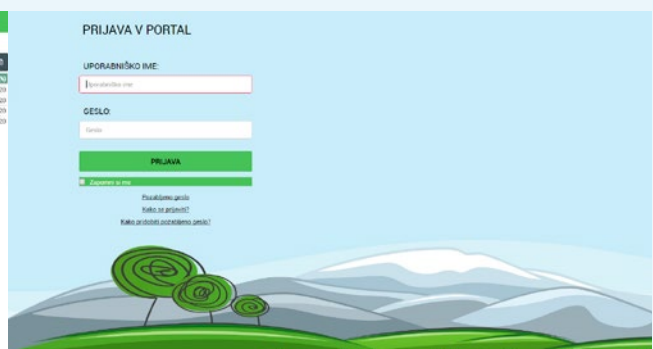 PRIJAVA V PORTAL
UPORABNIŠKO IME:
Uporabniško ime
GESLO:
Geslo
PRIJAVA
Zapomni si me
Pozabljeno geslo
Kako se prijaviti?
Kako pridobiti pozabljeno geslo?